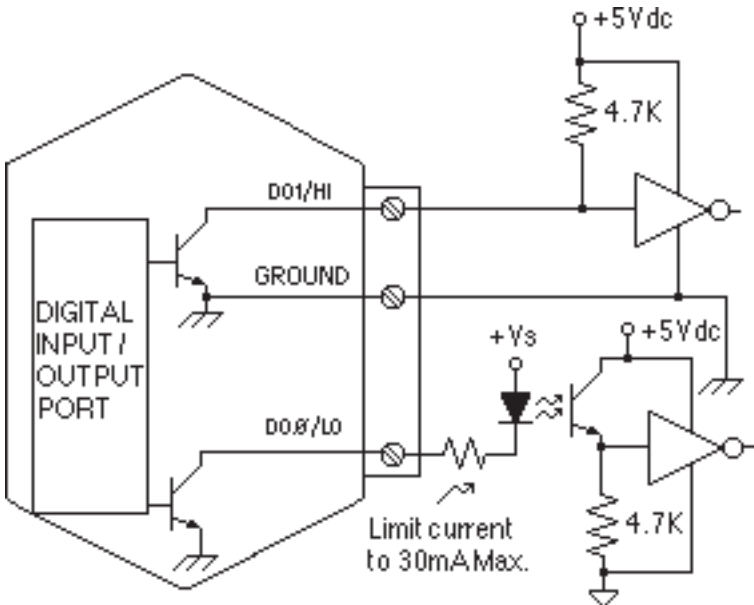 +5Vdc
4.7K
DO1/HI
GROUND
DIGITAL
INPUT/
OUTPUT
PORT
+Vs
+5Vdc
DO.0/LO
Limit current
to 30mA Max.
4.7K